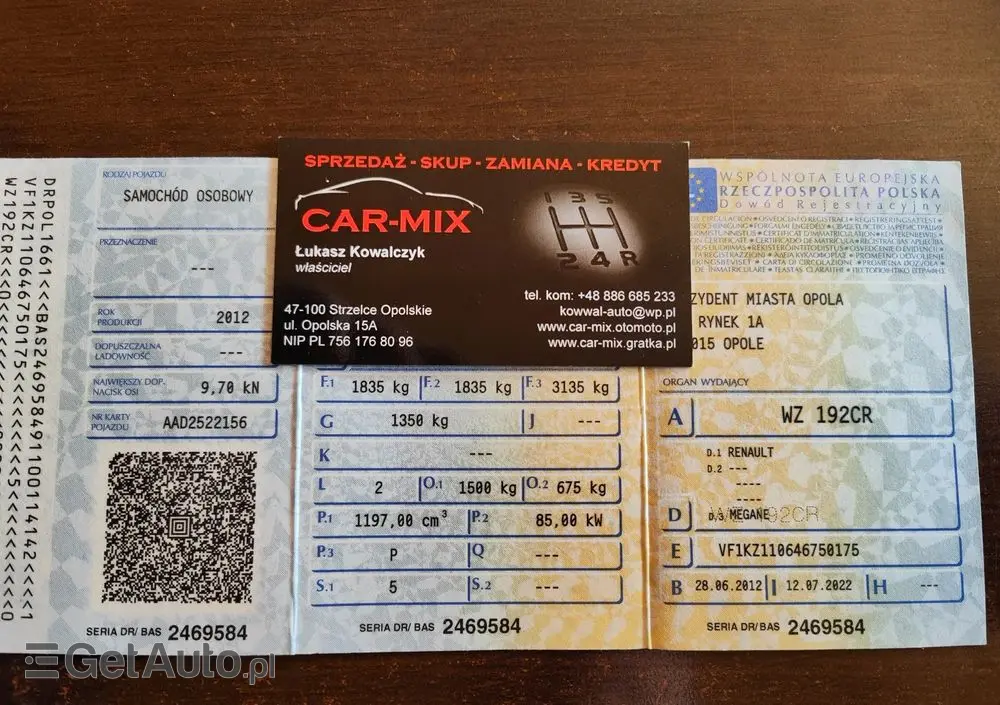 DRPOL1661<<BAS246958491100114142<<<<<<1
VF1KZ110646750175<<<<<<
WZ192CR<<
RODZAJ POJAZDU
SAMOCHÓD OSOBOWY
PRZEZNACZENIE
---
ROK PRODUKCJI 2012
DOPUSZCZALNA ŁADOWNOŚĆ ---
NAJWIĘKSZY DOP. NACISK OSI 9,70 kN
NR KARTY POJAZDU AAD2522156
SERIA DR/ BAS 2469584
SPRZEDAŻ - SKUP - ZAMIANA - KREDYT
CAR-MIX
Łukasz Kowalczyk
właściciel
47-100 Strzelce Opolskie
ul. Opolska 15A
NIP PL 756 176 80 96
1 3 5
2 4 R
tel. kom: +48 886 685 233
kowwal-auto@wp.pl
www.car-mix.otomoto.pl
www.car-mix.gratka.pl
F.1 1835 kg F.2 1835 kg F.3 3135 kg
G 1350 kg J ---
K ---
L 2 O.1 1500 kg O.2 675 kg
P.1 1197,00 cm³ P.2 85,00 kW
P.3 P Q ---
S.1 5 S.2 ---
SERIA DR/ BAS 2469584
WSPÓLNOTA EUROPEJSKA
RZECZPOSPOLITA POLSKA
Dowód Rejestracyjny
ZYDENT MIASTA OPOLA
RYNEK 1A
015 OPOLE
ORGAN WYDAJĄCY
A WZ 192CR
D.1 RENAULT
D.2 ---
----
----
D D.3 MEGANE
E VF1KZ110646750175
B 28.06.2012 I 12.07.2022 H ---
SERIA DR/ BAS 2469584
GetAuto.pl